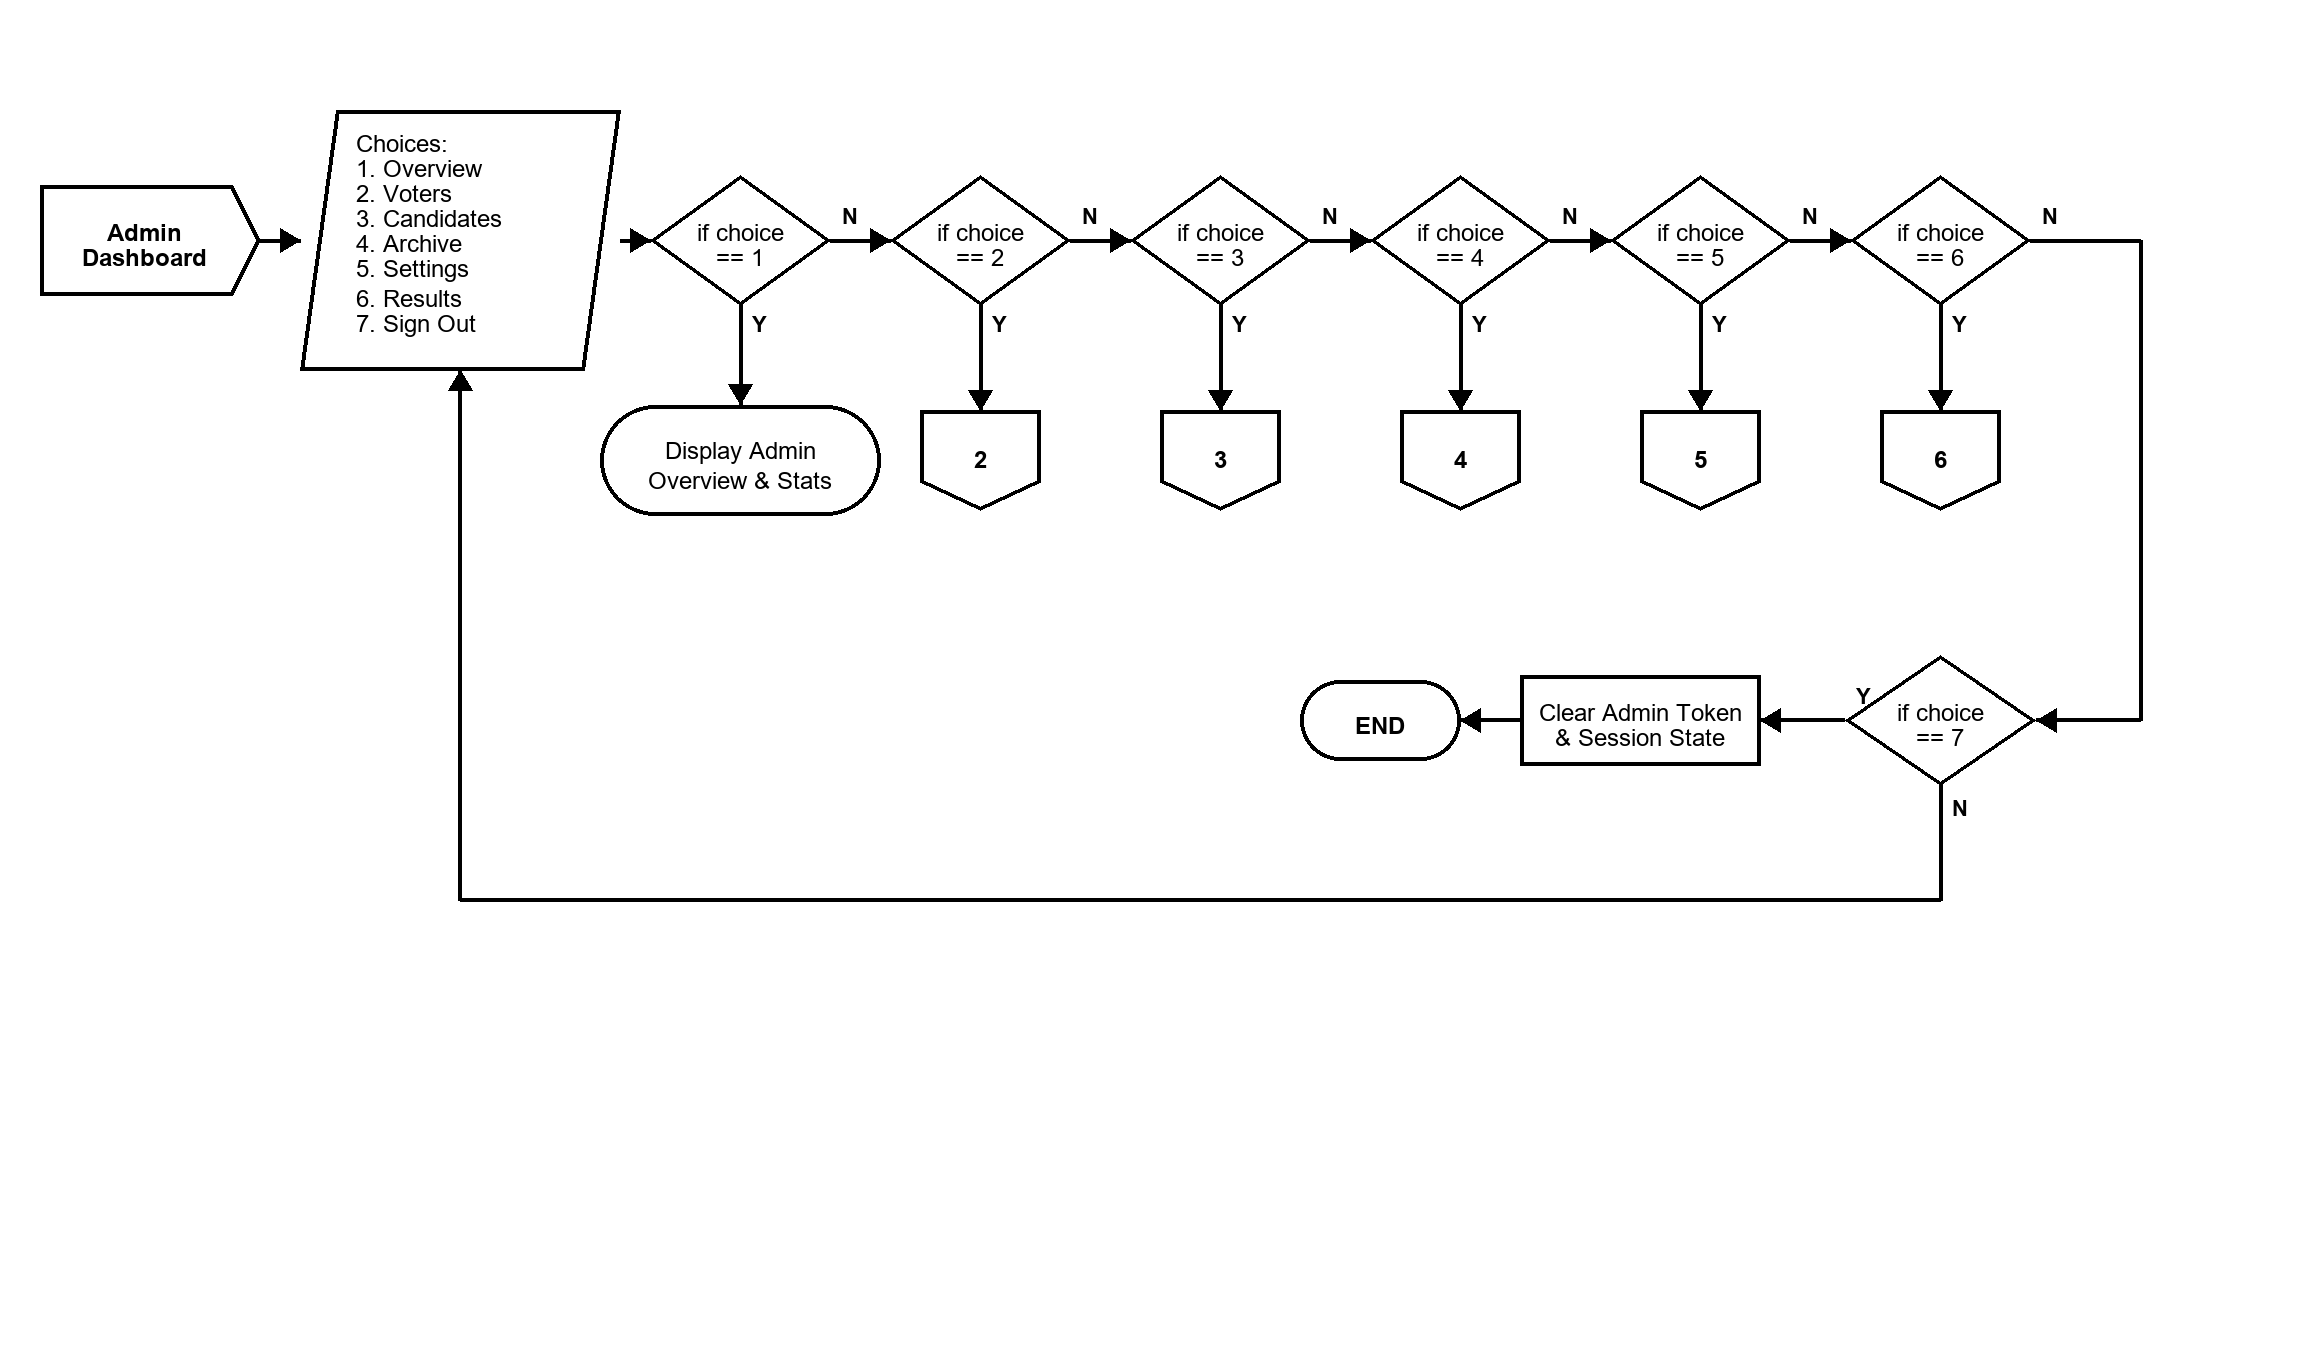 Admin
Dashboard
Choices:
1. Overview
2. Voters
3. Candidates
4. Archive
5. Settings
6. Results
7. Sign Out
if choice
== 1
N
if choice
== 2
N
if choice
== 3
N
if choice
== 4
N
if choice
== 5
N
if choice
== 6
N
Y
Y
Y
Y
Y
Y
Display Admin
Overview & Stats
2
3
4
5
6
END
Clear Admin Token
& Session State
Y
if choice
== 7
N